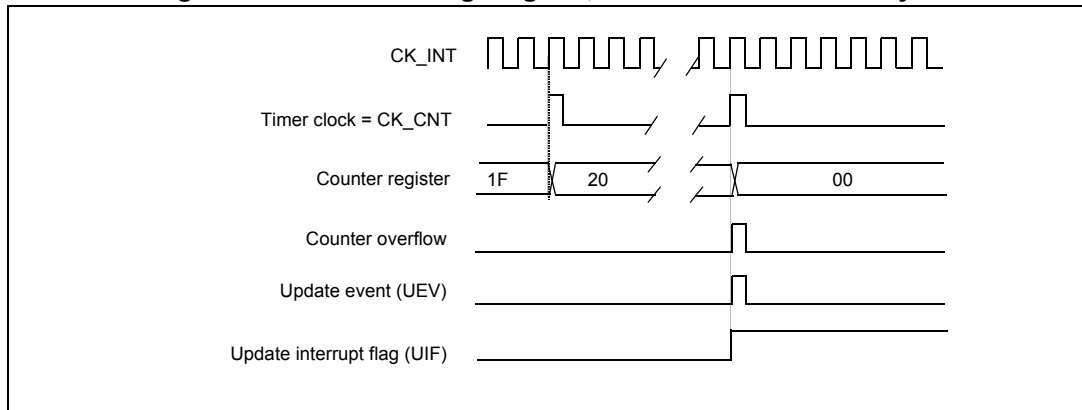 CK_INT
Timer clock = CK_CNT
Counter register 1F 20 00
Counter overflow
Update event (UEV)
Update interrupt flag (UIF)